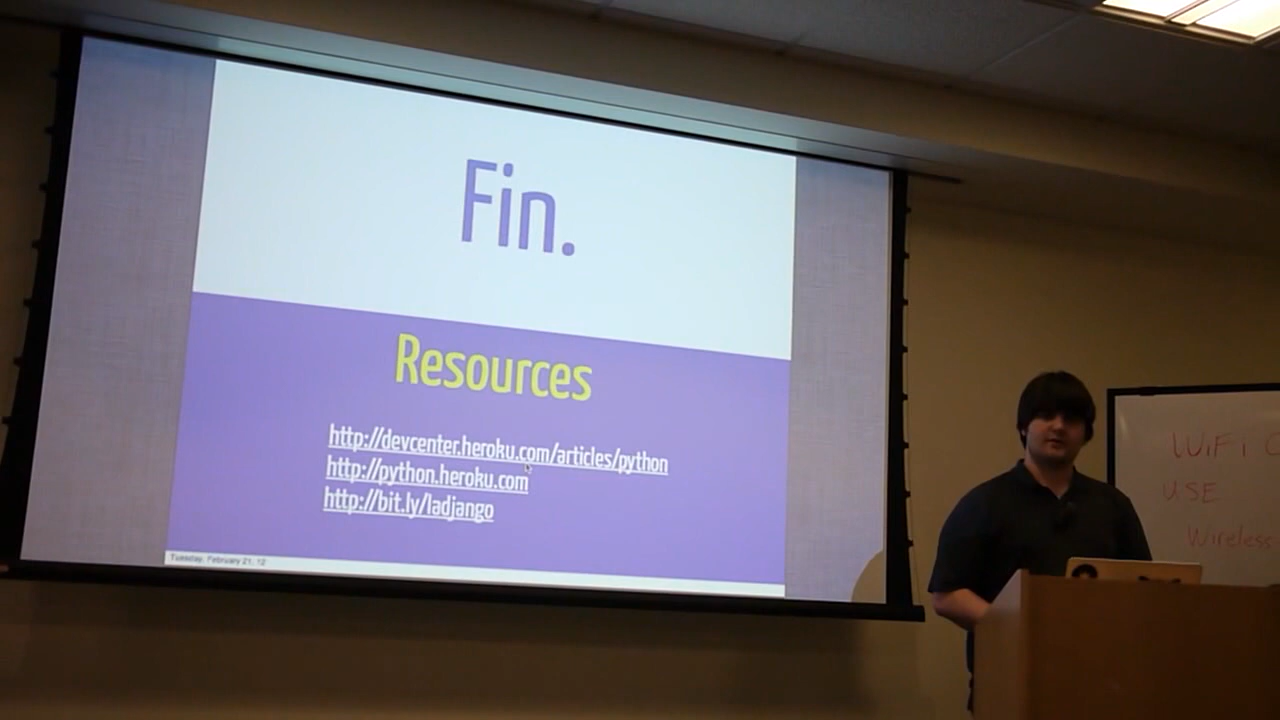 Fin.
Resources
http://devcenter.heroku.com/articles/python
http://python.heroku.com
http://bit.ly/ladjango
Tuesday, February 21, 12
WiFi
USE
Wireless